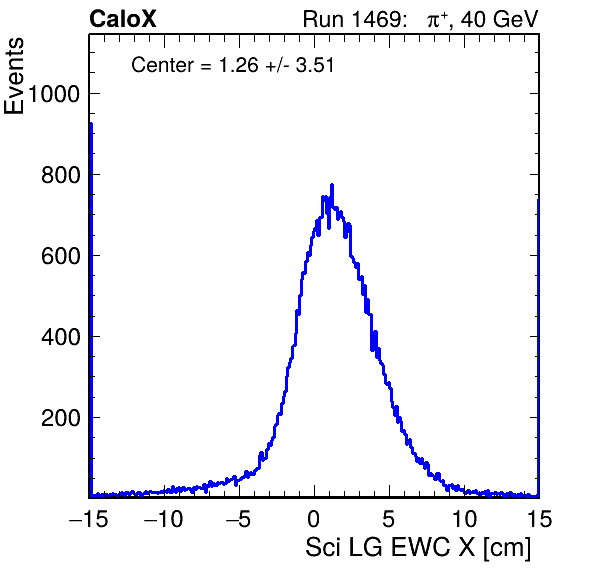 CaloX
Run 1469: π⁺, 40 GeV
Events
Center = 1.26 +/- 3.51
1000
800
600
400
200
−15 −10 −5 0 5 10 15
Sci LG EWC X [cm]